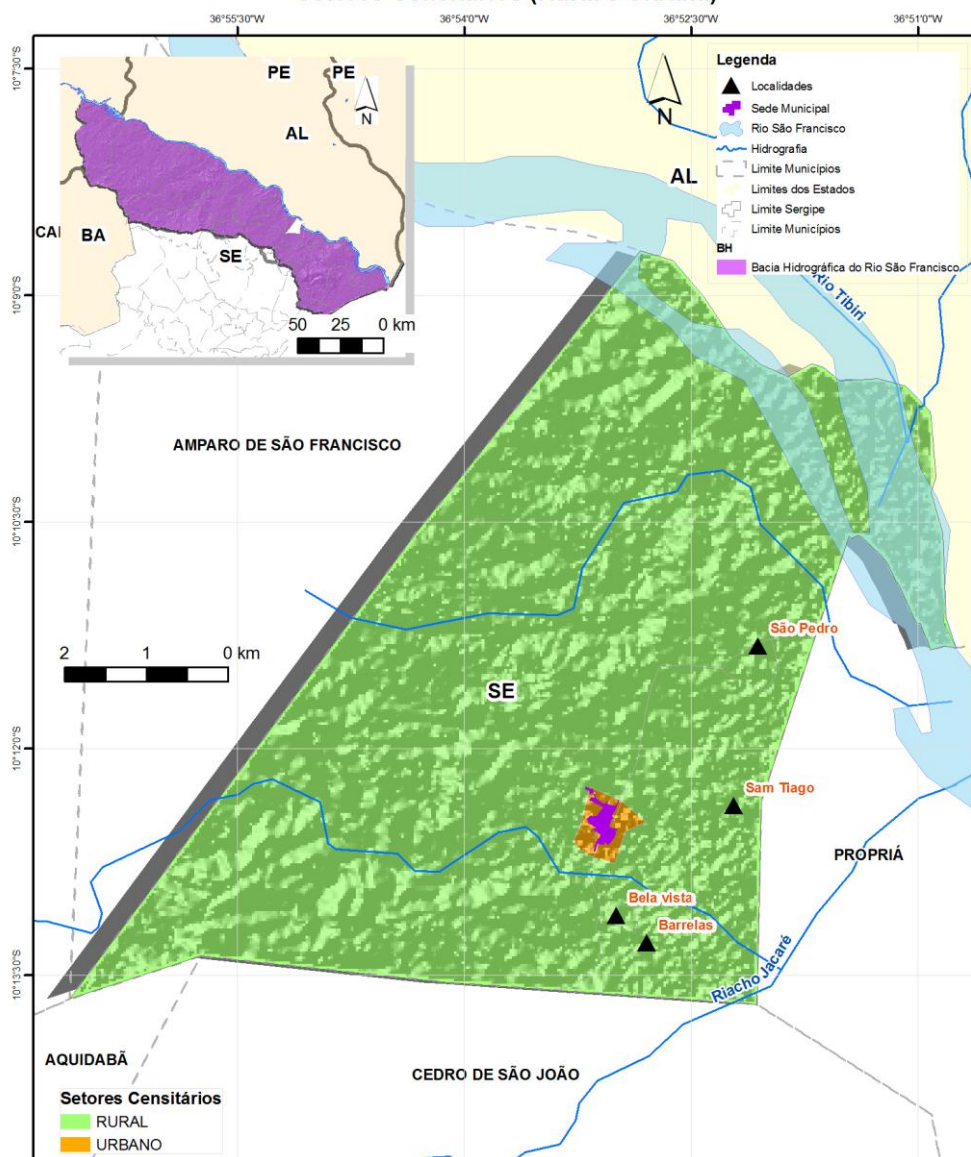 36°55'30"W
36°54'0"W
36°52'30"W
36°51'0"W
10°7'30"S
10°9'0"S
10°10'30"S
10°12'0"S
10°13'30"S
PE
PE
N
AL
BA
SE
50 25 0 km
N
AL
Legenda
Localidades
Sede Municipal
Rio São Francisco
Hidrografia
Limite Municípios
Limites dos Estados
Limite Sergipe
Limite Municípios
BH
Bacia Hidrográfica do Rio São Francisco
Rio Tibiri
AMPARO DE SÃO FRANCISCO
2 1 0 km
São Pedro
SE
Sam Tiago
PROPRIÁ
Bela vista
Barrelas
Riacho Jacaré
AQUIDABÃ
CEDRO DE SÃO JOÃO
Setores Censitários
RURAL
URBANO